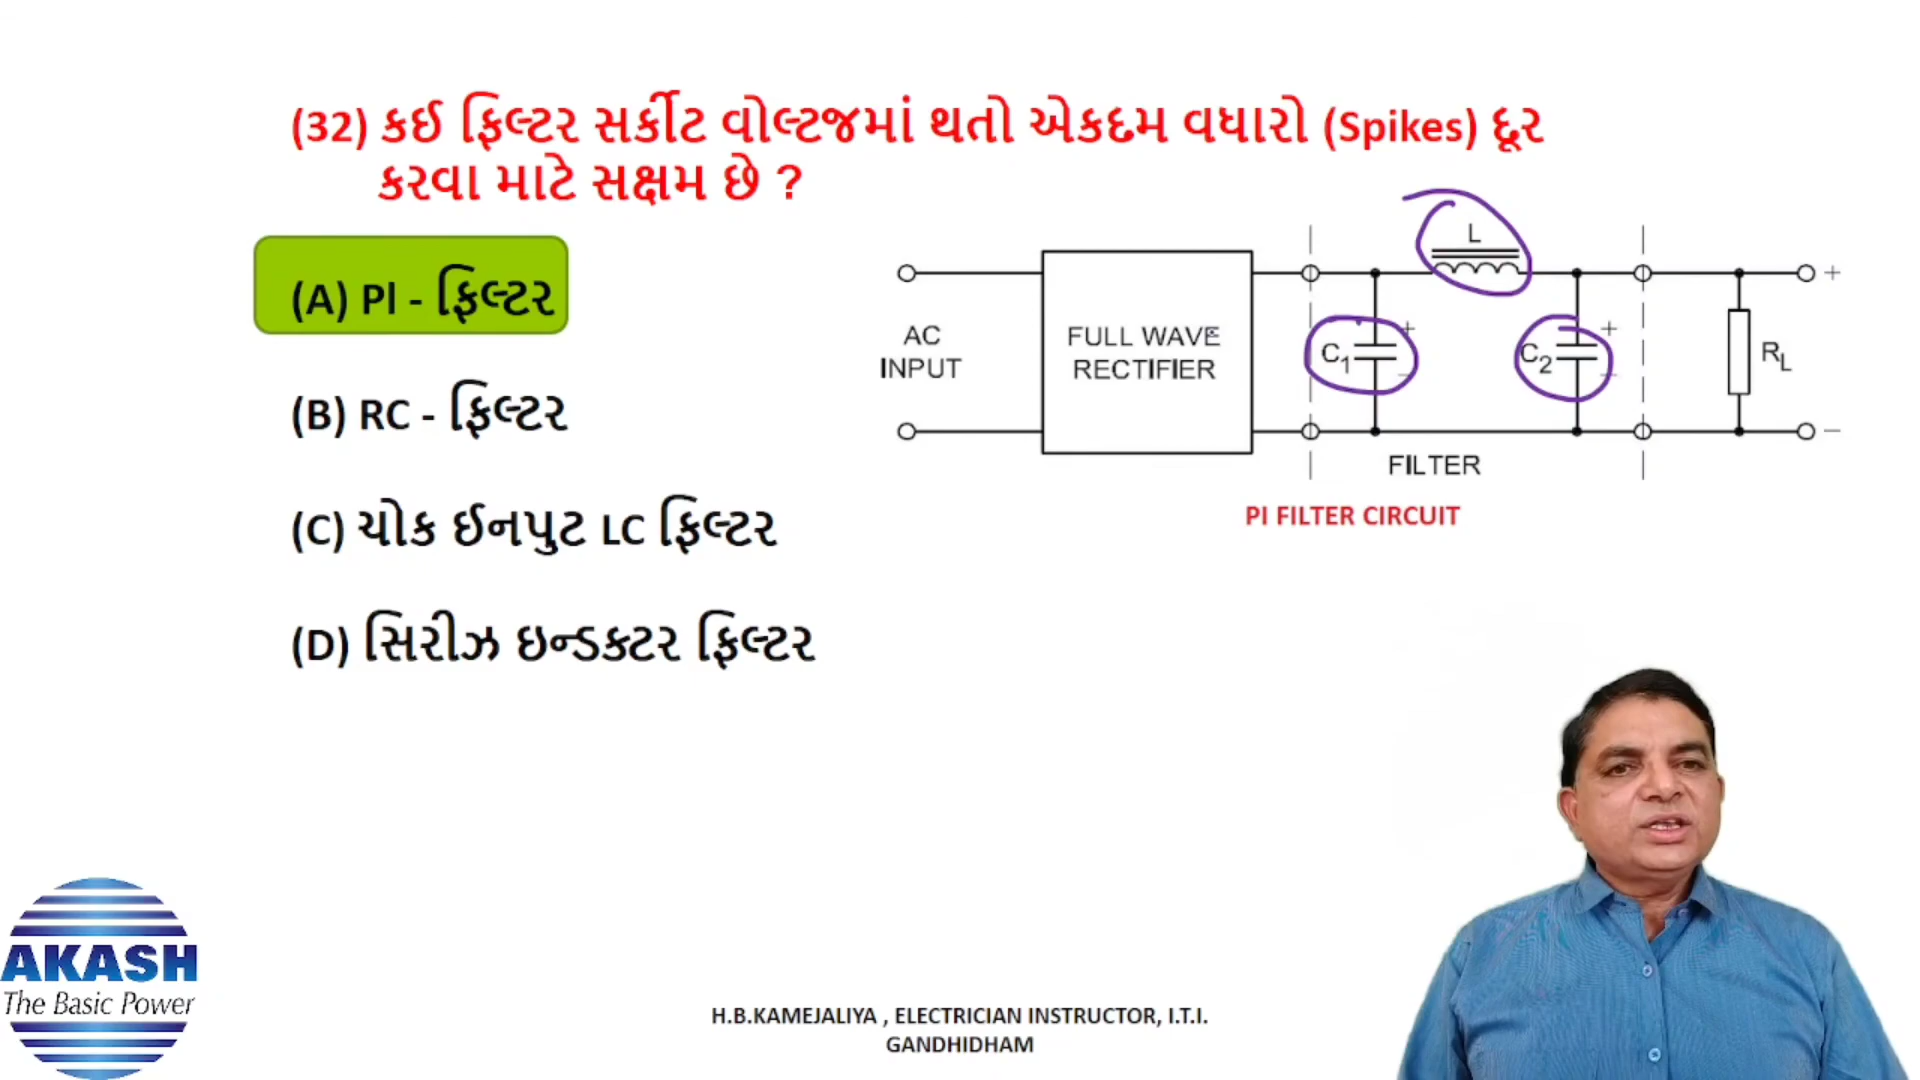 (32) કઈ ફિલ્ટર સર્કીટ વોલ્ટજમાં થતો એકદમ વધારો (Spikes) દૂર
કરવા માટે સક્ષમ છે ?
(A) Pl - ફિલ્ટર
(B) RC - ફિલ્ટર
(C) ચોક ઈનપુટ LC ફિલ્ટર
(D) સિરીઝ ઇન્ડક્ટર ફિલ્ટર
AC
INPUT
FULL WAVE
RECTIFIER
L
C1
+
-
C2
+
-
RL
+
-
FILTER
PI FILTER CIRCUIT
AKASH
The Basic Power
H.B.KAMEJALIYA , ELECTRICIAN INSTRUCTOR, I.T.I.
GANDHIDHAM